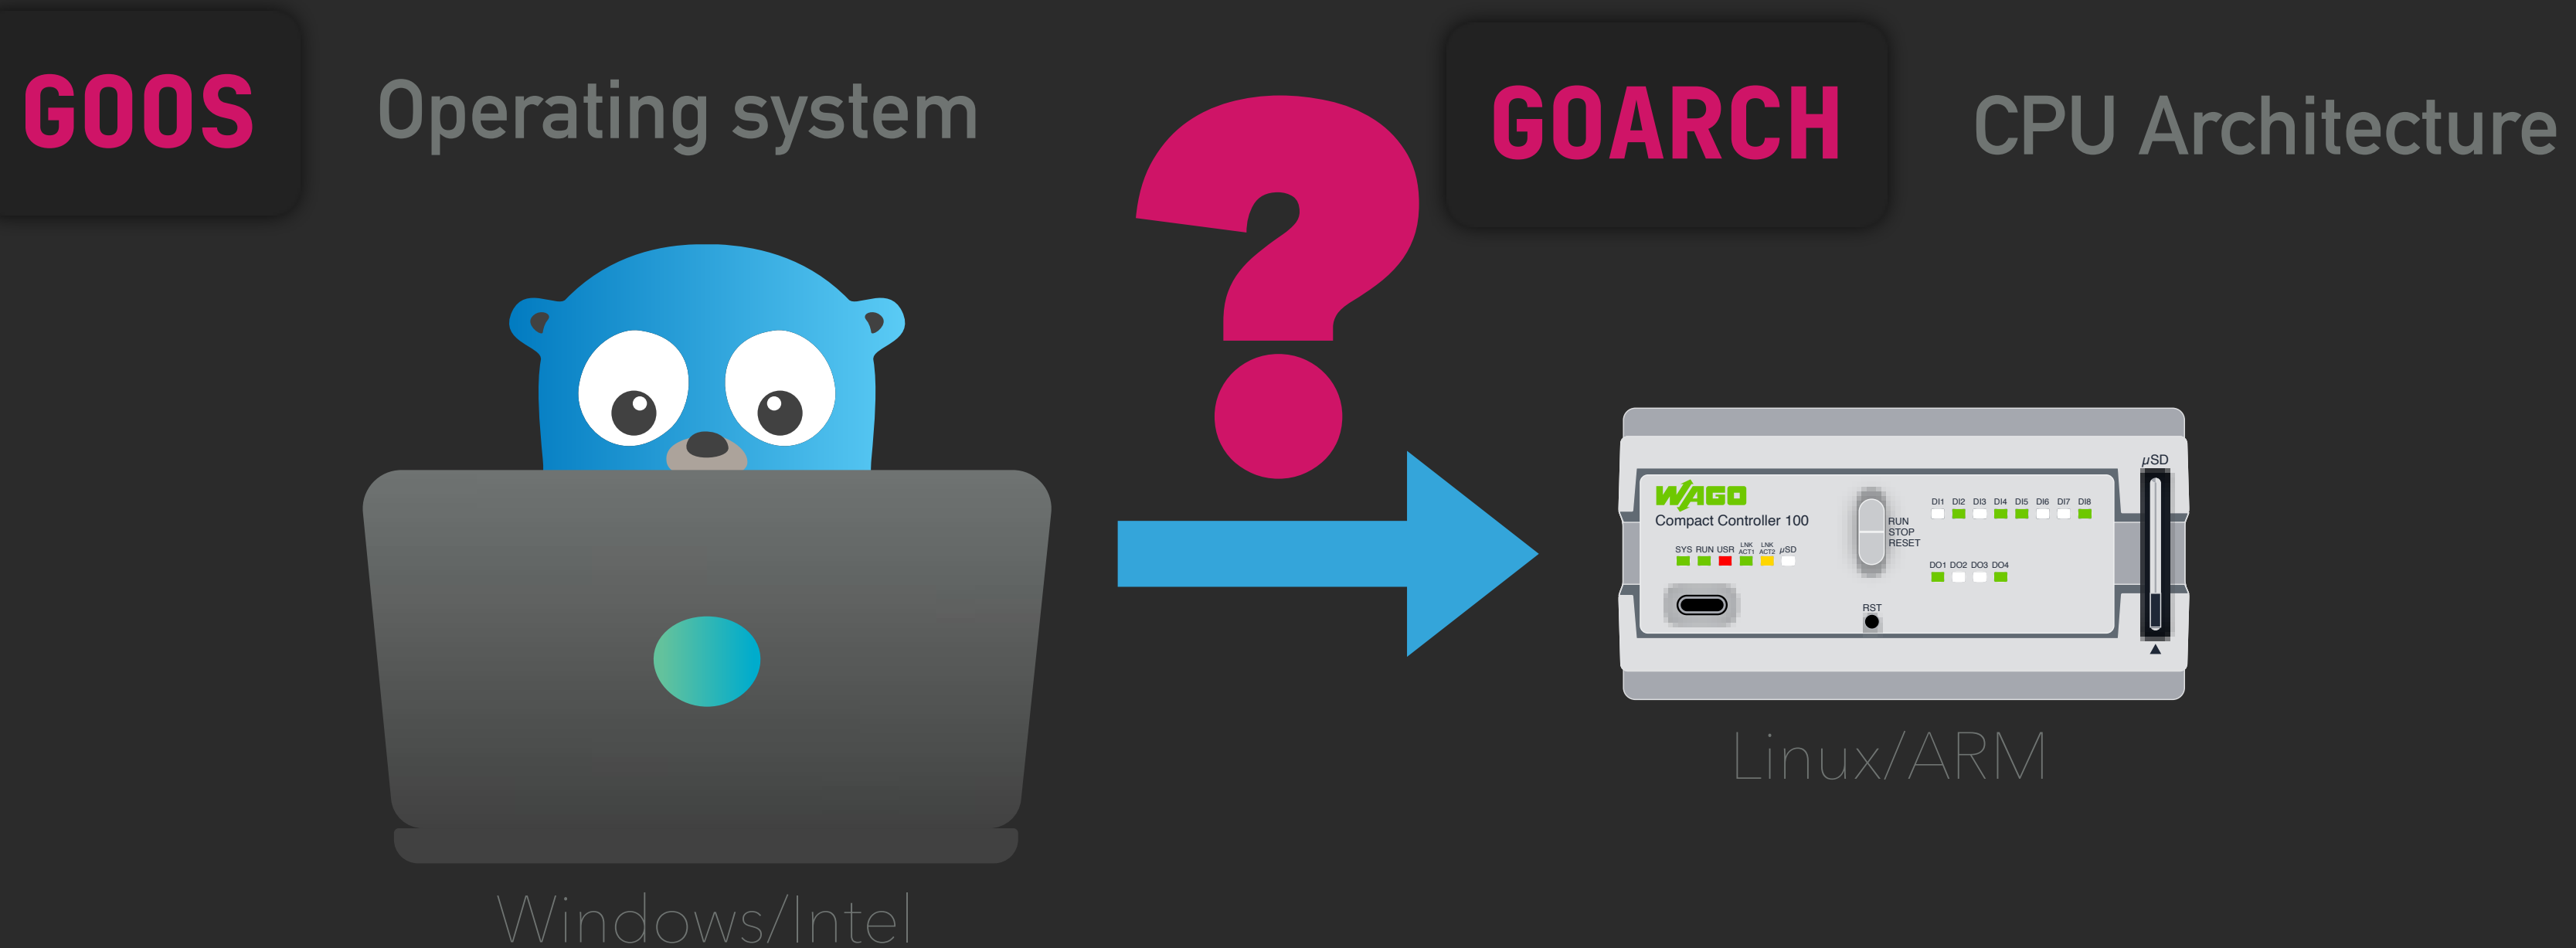 GOOS
Operating system
GOARCH
CPU Architecture
WAGO
Compact Controller 100
SYS RUN USR LNK ACT1 LNK ACT2 µSD
RUN
STOP
RESET
RST
DI1 DI2 DI3 DI4 DI5 DI6 DI7 DI8
DO1 DO2 DO3 DO4
µSD
Linux/ARM
Windows/Intel